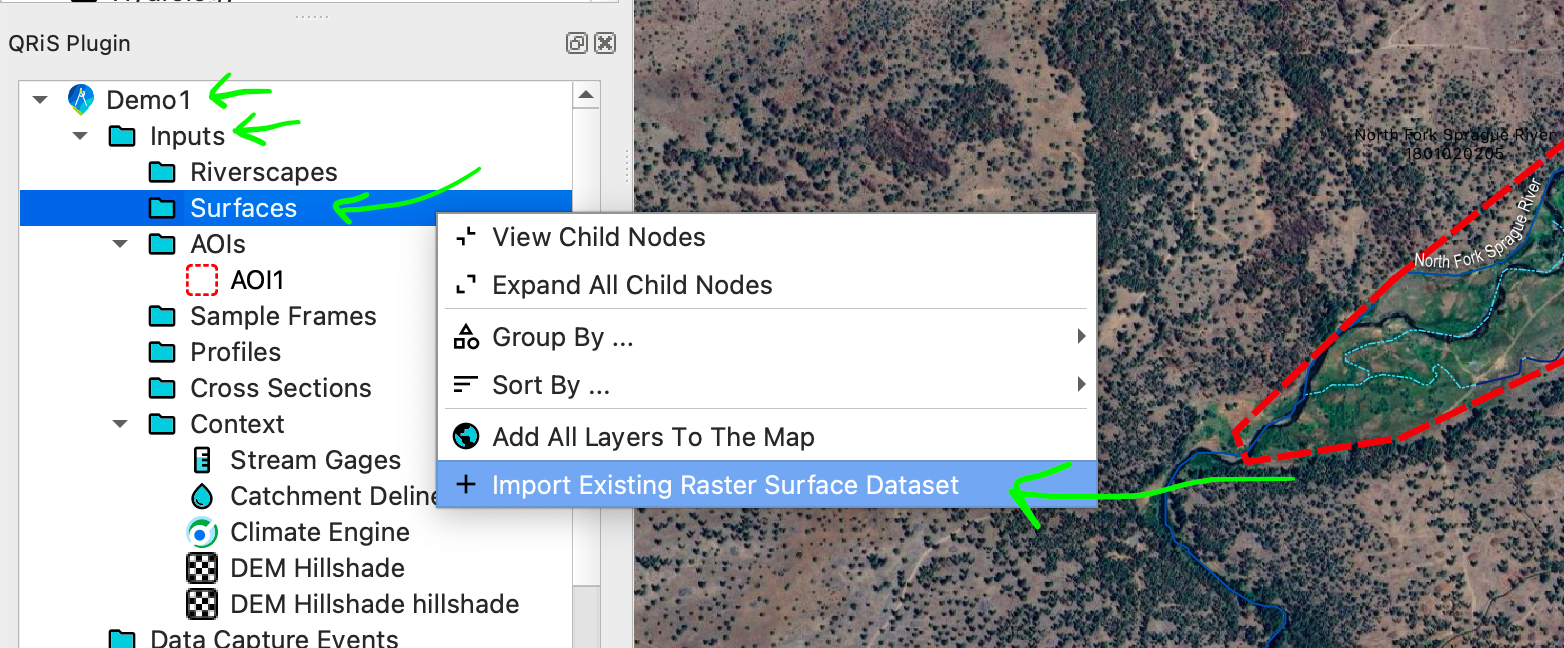 QRiS Plugin
Demo1
Inputs
Riverscapes
Surfaces
AOIs
AOI1
Sample Frames
Profiles
Cross Sections
Context
Stream Gages
Catchment Deline
Climate Engine
DEM Hillshade
DEM Hillshade hillshade
Data Capture Events
View Child Nodes
Expand All Child Nodes
Group By ...
Sort By ...
Add All Layers To The Map
Import Existing Raster Surface Dataset
North Fork Sprague River
1801020205
North Fork Sprague River